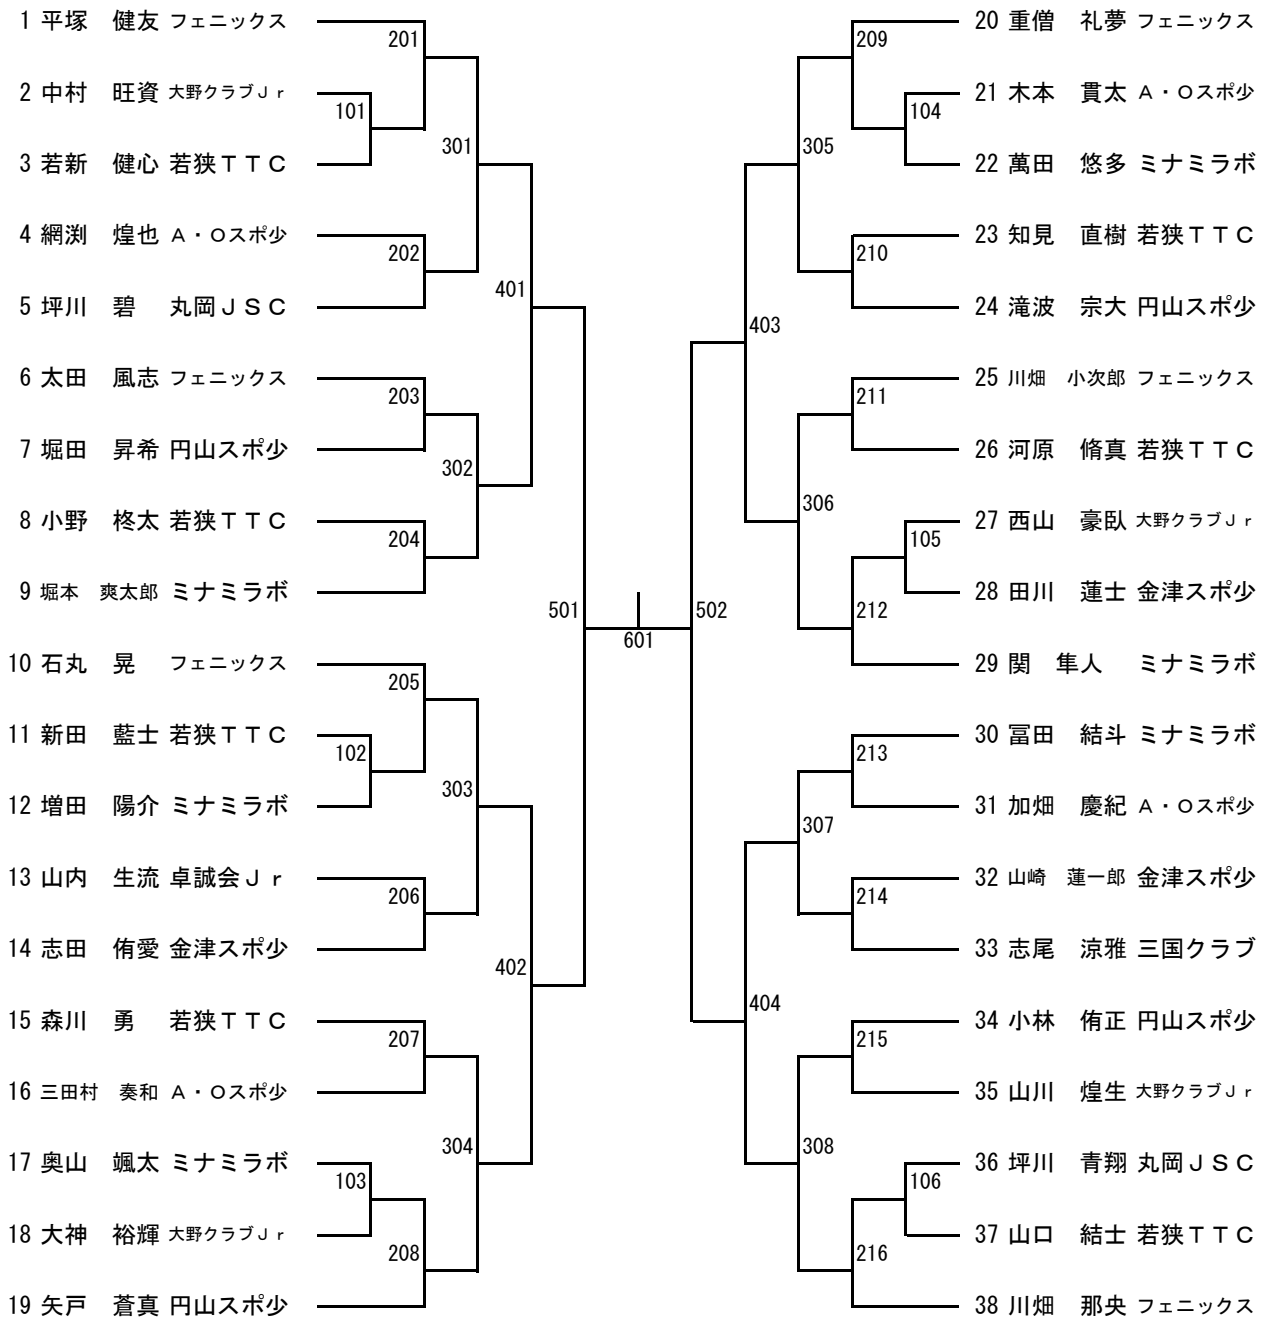 1 平塚　健友 フェニックス
2 中村　旺資 大野クラブＪｒ
3 若新　健心 若狭ＴＴＣ
4 網渕　煌也 Ａ・Ｏスポ少
5 坪川　碧　 丸岡ＪＳＣ
6 太田　風志 フェニックス
7 堀田　昇希 円山スポ少
8 小野　柊太 若狭ＴＴＣ
9 堀本　爽太郎 ミナミラボ
10 石丸　晃　 フェニックス
11 新田　藍士 若狭ＴＴＣ
12 増田　陽介 ミナミラボ
13 山内　生流 卓誠会Ｊｒ
14 志田　侑愛 金津スポ少
15 森川　勇　 若狭ＴＴＣ
16 三田村　奏和 Ａ・Ｏスポ少
17 奥山　颯太 ミナミラボ
18 大神　裕輝 大野クラブＪｒ
19 矢戸　蒼真 円山スポ少
101
102
103
201
202
203
204
205
206
207
208
301
302
303
304
401
402
501
601
502
403
404
305
306
307
308
209
210
211
212
213
214
215
216
104
105
106
20 重僧　礼夢 フェニックス
21 木本　貫太 Ａ・Ｏスポ少
22 萬田　悠多 ミナミラボ
23 知見　直樹 若狭ＴＴＣ
24 滝波　宗大 円山スポ少
25 川畑　小次郎 フェニックス
26 河原　脩真 若狭ＴＴＣ
27 西山　豪臥 大野クラブＪｒ
28 田川　蓮士 金津スポ少
29 関　隼人　 ミナミラボ
30 冨田　結斗 ミナミラボ
31 加畑　慶紀 Ａ・Ｏスポ少
32 山崎　蓮一郎 金津スポ少
33 志尾　涼雅 三国クラブ
34 小林　侑正 円山スポ少
35 山川　煌生 大野クラブＪｒ
36 坪川　青翔 丸岡ＪＳＣ
37 山口　結士 若狭ＴＴＣ
38 川畑　那央 フェニックス